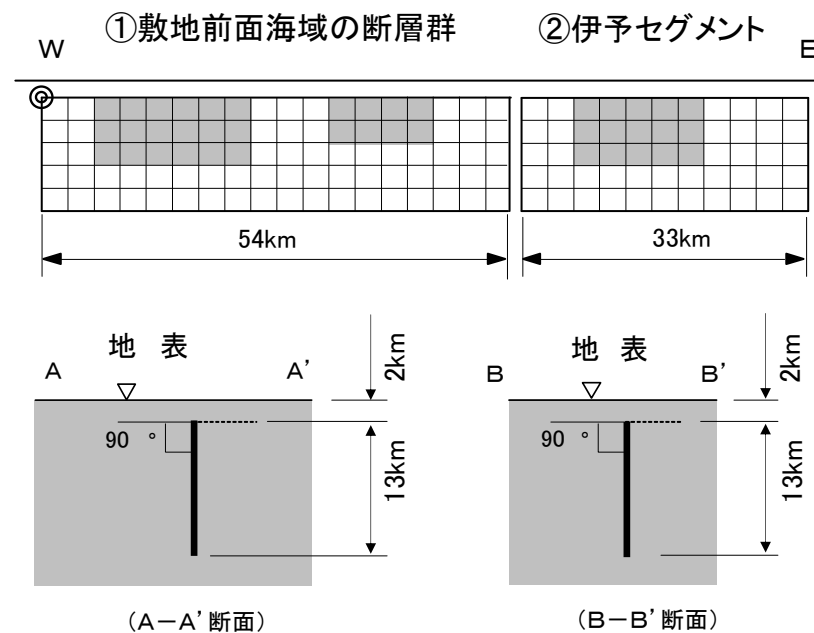 ①敷地前面海域の断層群 ②伊予セグメント
W E
54km 33km
地 表 地 表
A A’ 2km B B’ 2km
90 ° 13km 90 ° 13km
(A-A’断面) (B-B’断面)